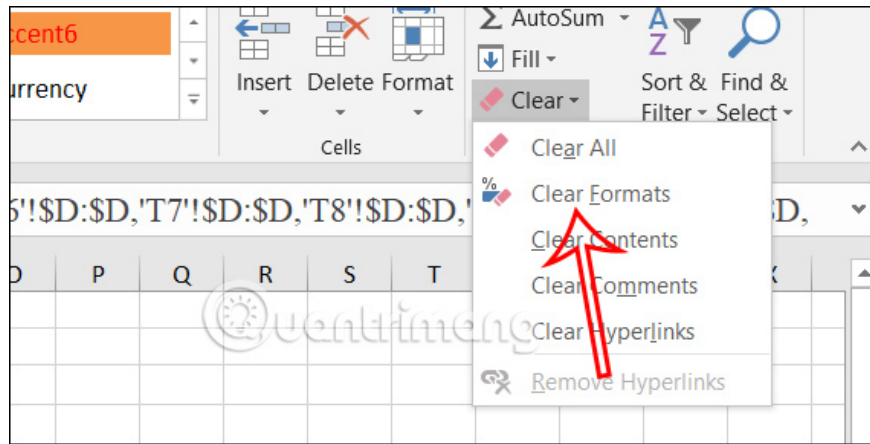 ccent6
urrency
Insert Delete Format
Cells
AutoSum
Fill
Clear
Sort & Find &
Filter Select
Clear All
Clear Formats
Clear Contents
Clear Comments
Clear Hyperlinks
Remove Hyperlinks
6'!$D:$D,'T7'!$D:$D,'T8'!$D:$D,' D,
P Q R S T
Quantrimang